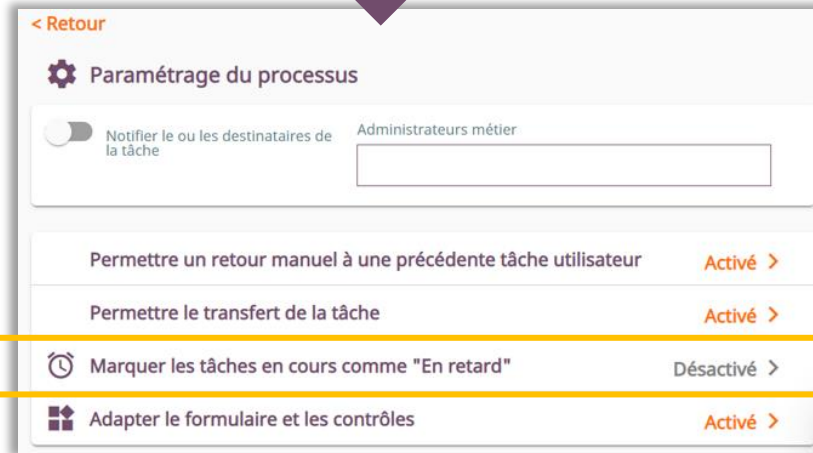 < Retour
Paramétrage du processus
Notifier le ou les destinataires de
la tâche
Administrateurs métier
Permettre un retour manuel à une précédente tâche utilisateur
Activé >
Permettre le transfert de la tâche
Activé >
Marquer les tâches en cours comme "En retard"
Désactivé >
Adapter le formulaire et les contrôles
Activé >